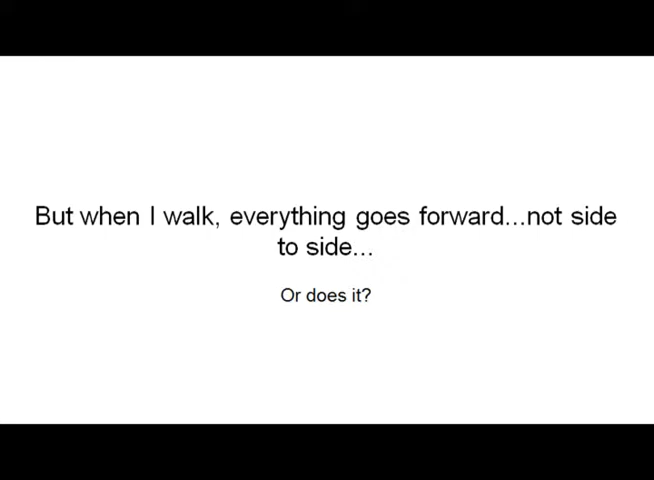 But when I walk, everything goes forward...not side
to side...
Or does it?